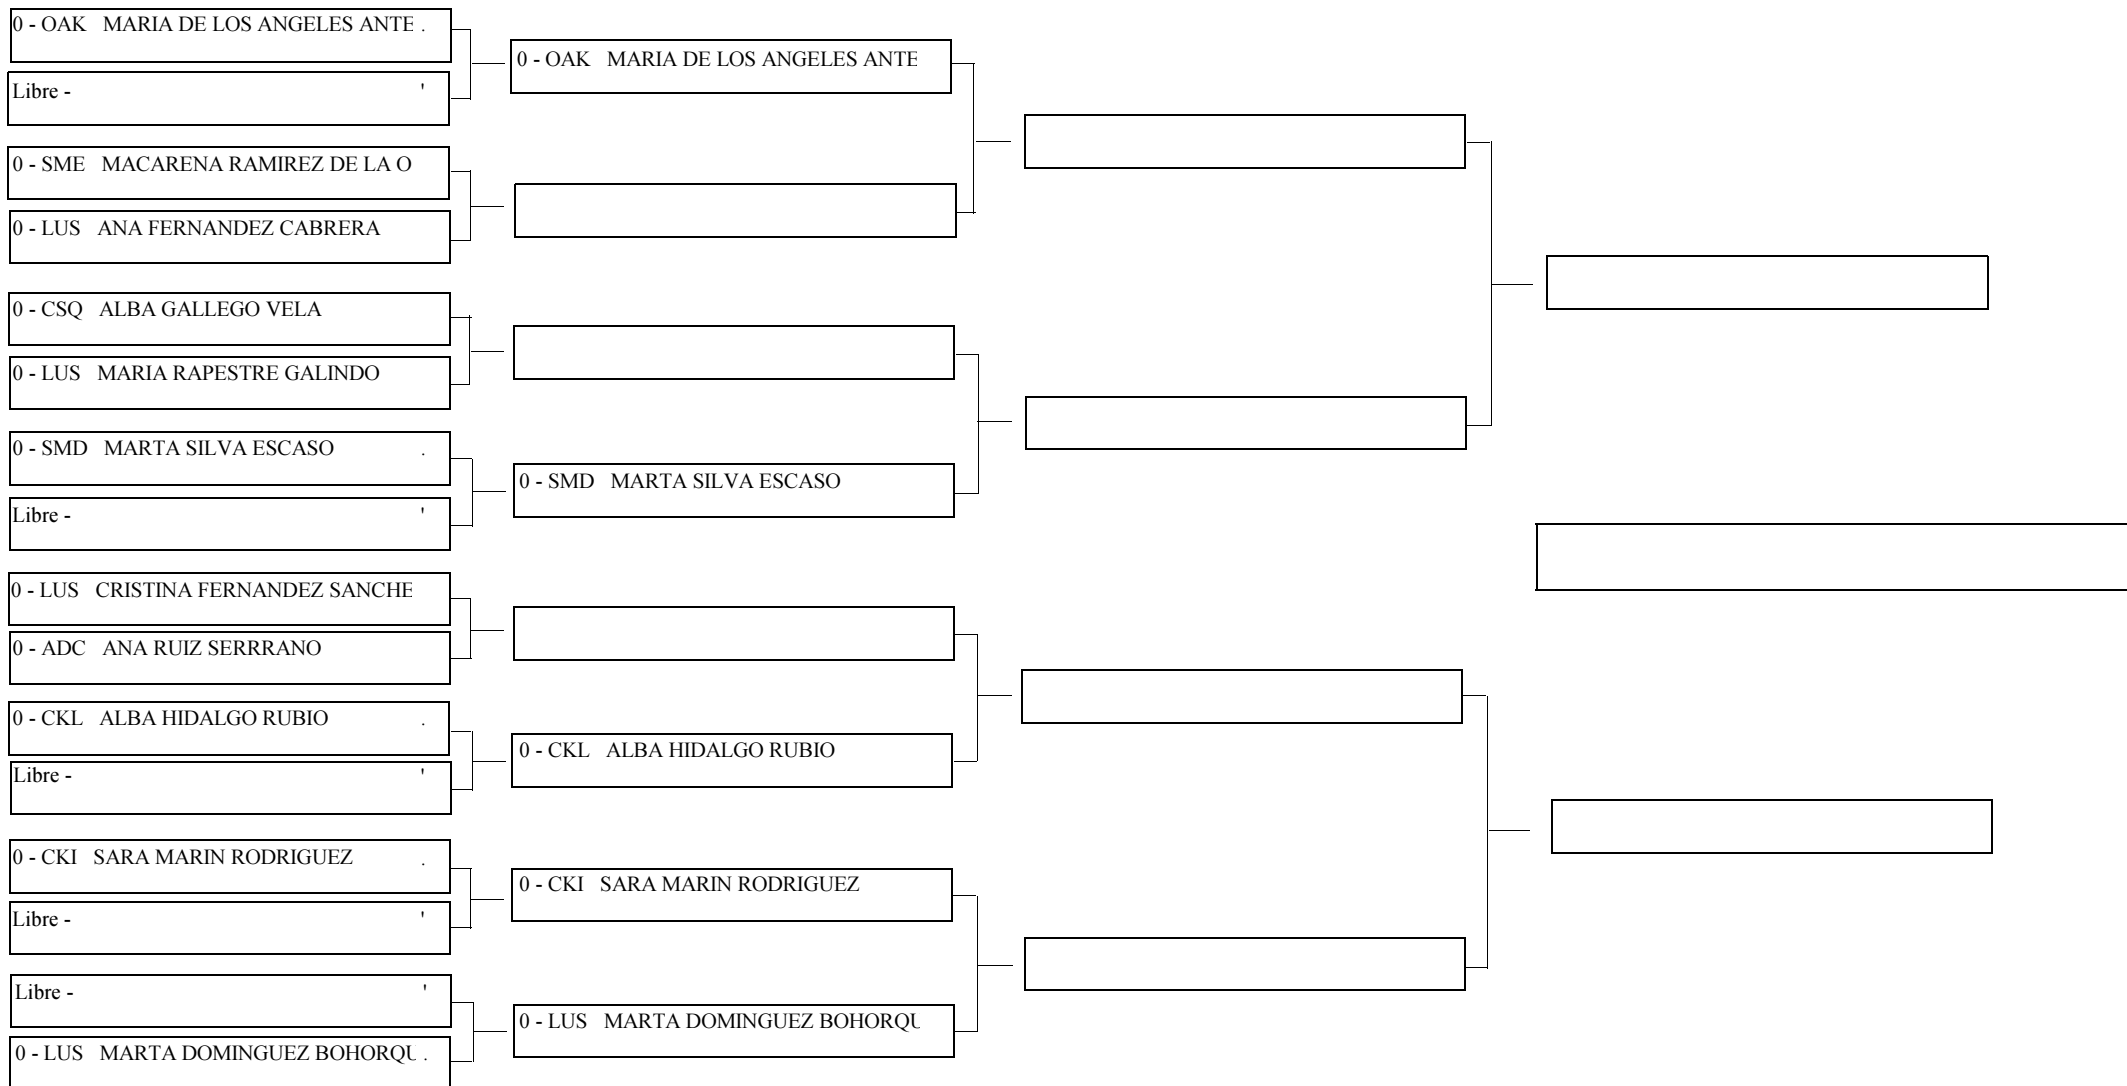 0 - OAK MARIA DE LOS ANGELES ANTE .
Libre - '
0 - SME MACARENA RAMIREZ DE LA O
0 - LUS ANA FERNANDEZ CABRERA
0 - CSQ ALBA GALLEGO VELA
0 - LUS MARIA RAPESTRE GALINDO
0 - SMD MARTA SILVA ESCASO .
Libre - '
0 - LUS CRISTINA FERNANDEZ SANCHE
0 - ADC ANA RUIZ SERRRANO
0 - CKL ALBA HIDALGO RUBIO .
Libre - '
0 - CKI SARA MARIN RODRIGUEZ .
Libre - '
Libre - '
0 - LUS MARTA DOMINGUEZ BOHORQU .
0 - OAK MARIA DE LOS ANGELES ANTE
0 - SMD MARTA SILVA ESCASO
0 - CKL ALBA HIDALGO RUBIO
0 - CKI SARA MARIN RODRIGUEZ
0 - LUS MARTA DOMINGUEZ BOHORQU